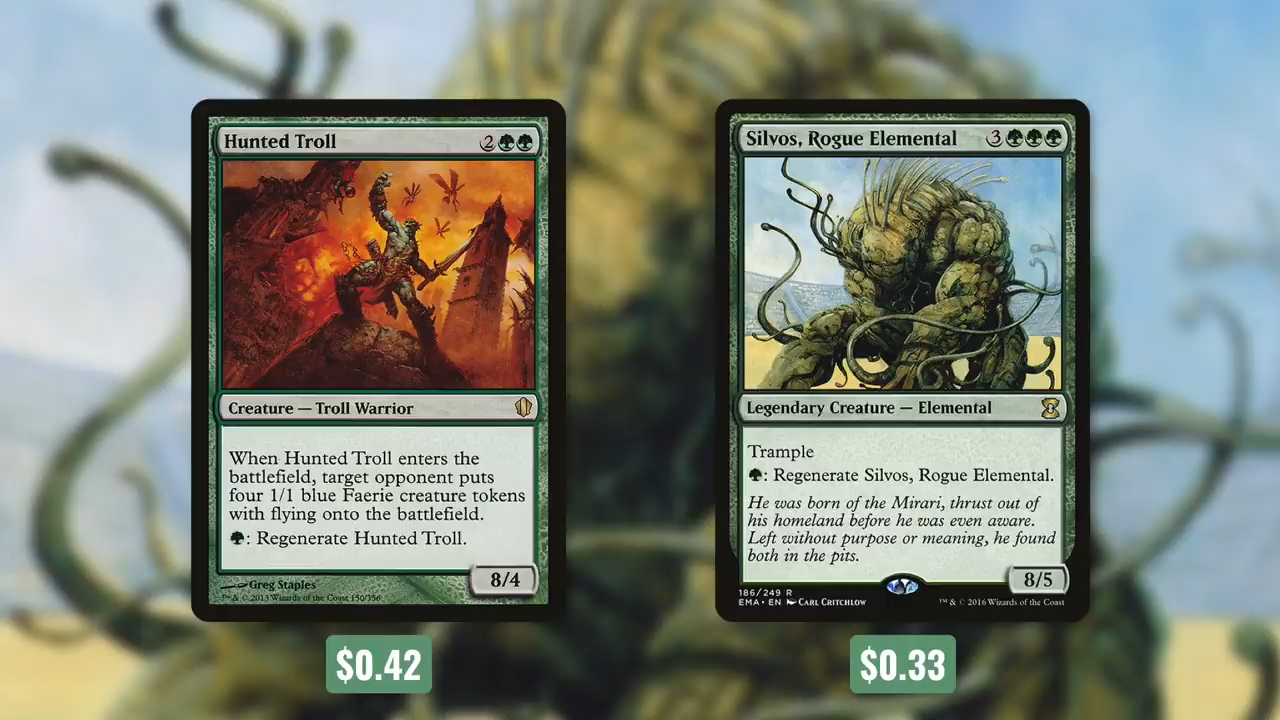 Hunted Troll 2
Creature — Troll Warrior
When Hunted Troll enters the
battlefield, target opponent puts
four 1/1 blue Faerie creature tokens
with flying onto the battlefield.
: Regenerate Hunted Troll.
8/4
Greg Staples
™ & © 2013 Wizards of the Coast 150/356
$0.42
Silvos, Rogue Elemental 3
Legendary Creature — Elemental
Trample
: Regenerate Silvos, Rogue Elemental.
He was born of the Mirari, thrust out of
his homeland before he was even aware.
Left without purpose or meaning, he found
both in the pits.
8/5
186/249 R
EMA • EN Carl Critchlow
™ & © 2016 Wizards of the Coast
$0.33